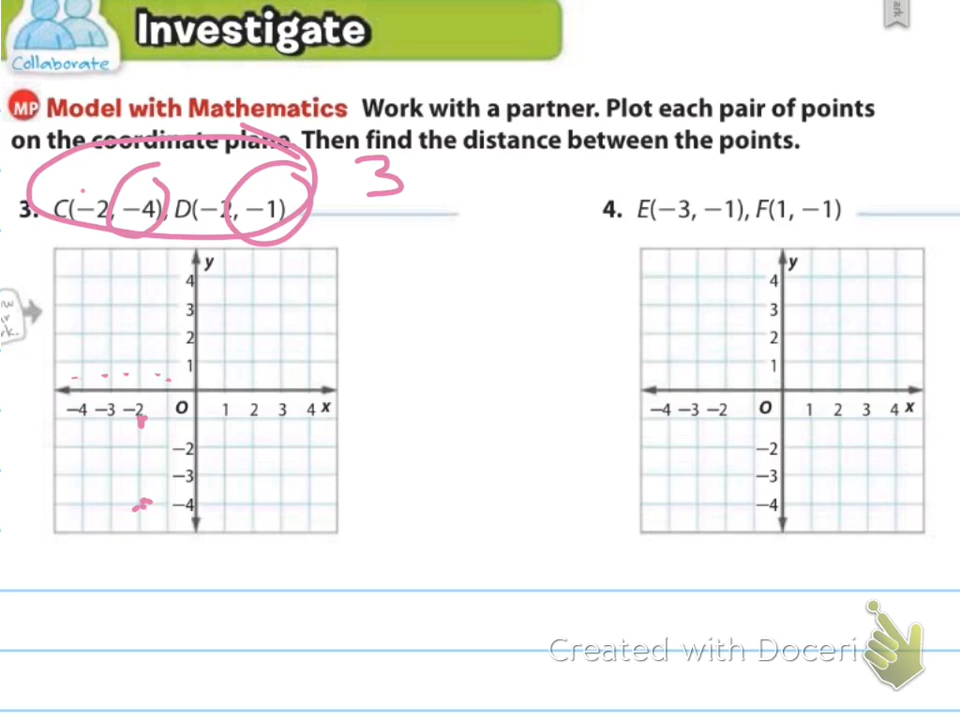 Collaborate
Investigate
ark
MP Model with Mathematics Work with a partner. Plot each pair of points
on the coordinate plane. Then find the distance between the points.
3
3. C(−2, −4), D(−2, −1)
4. E(−3, −1), F(1, −1)
y
4
3
2
1
−4 −3 −2 O 1 2 3 4 x
−2
−3
−4
y
4
3
2
1
−4 −3 −2 O 1 2 3 4 x
−2
−3
−4
Created with Doceri